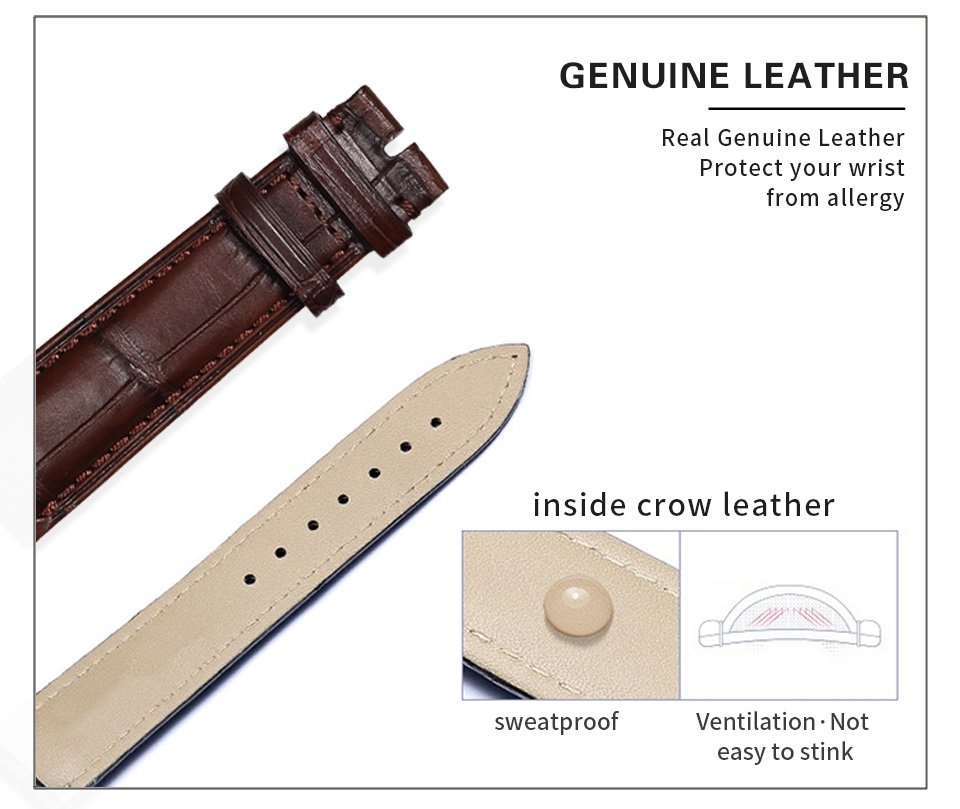 GENUINE LEATHER
Real Genuine Leather
Protect your wrist
from allergy
inside crow leather
sweatproof
Ventilation·Not
easy to stink